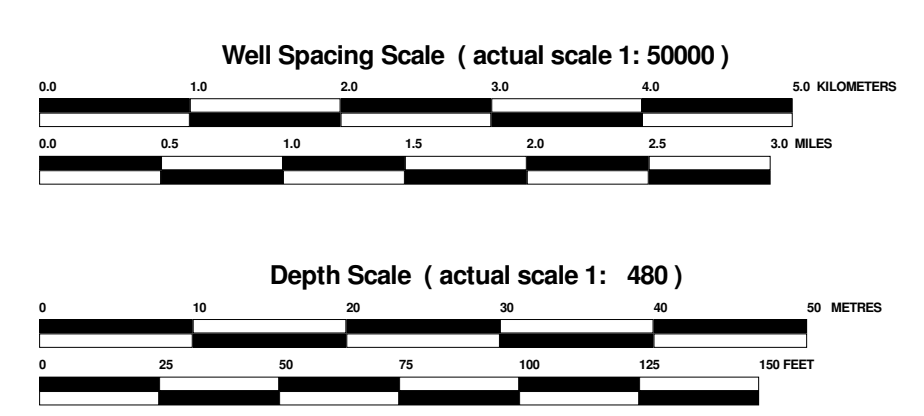 Well Spacing Scale ( actual scale 1: 50000 )
0.0 1.0 2.0 3.0 4.0 5.0 KILOMETERS
0.0 0.5 1.0 1.5 2.0 2.5 3.0 MILES
Depth Scale ( actual scale 1: 480 )
0 10 20 30 40 50 METRES
0 25 50 75 100 125 150 FEET